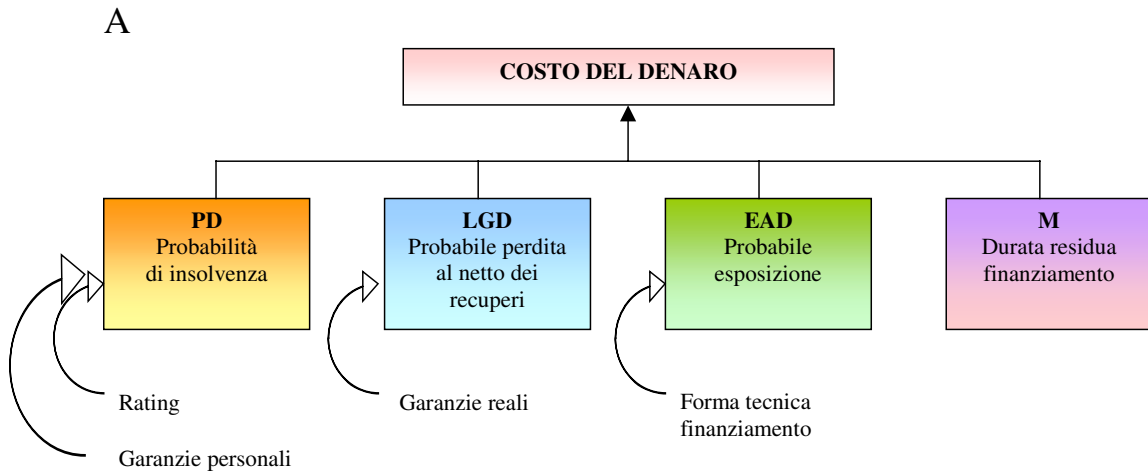 A
COSTO DEL DENARO
PD
Probabilità
di insolvenza
LGD
Probabile perdita
al netto dei
recuperi
EAD
Probabile
esposizione
M
Durata residua
finanziamento
Rating
Garanzie personali
Garanzie reali
Forma tecnica
finanziamento